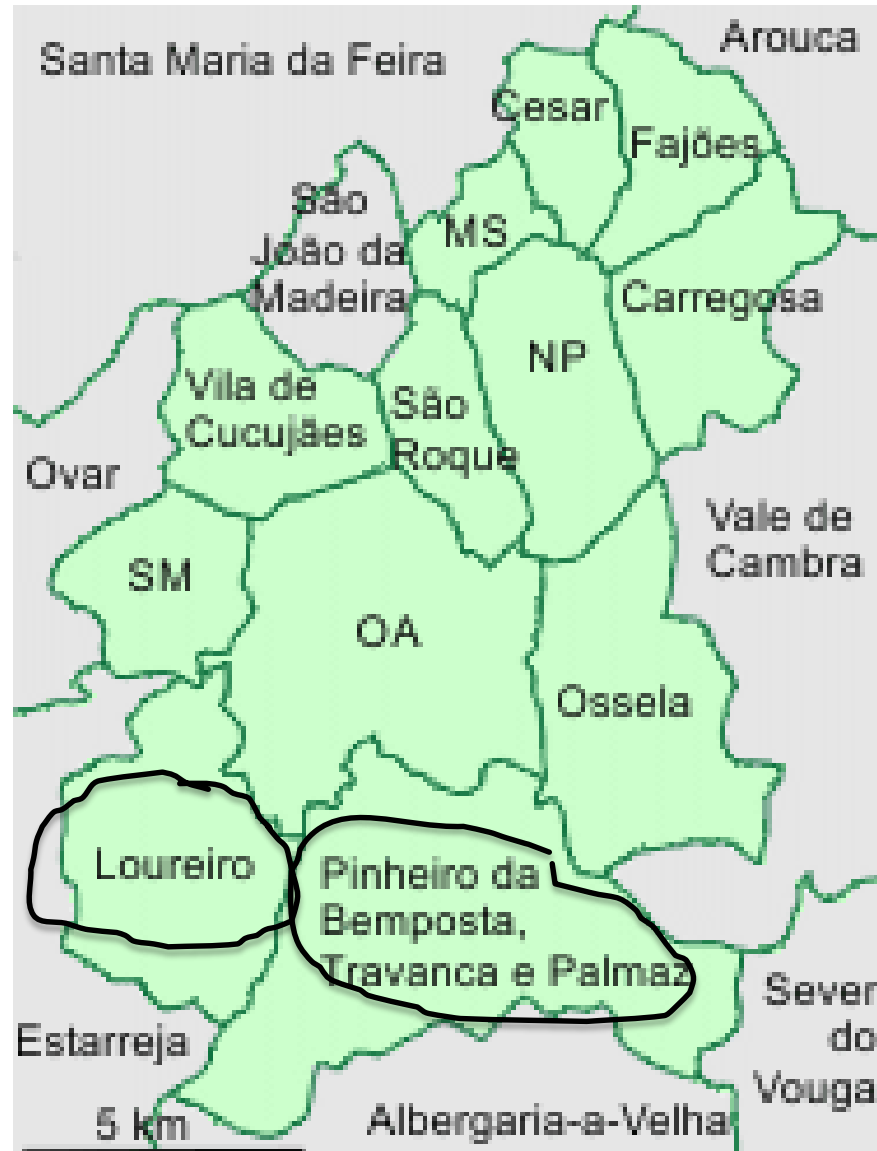 Santa Maria da Feira
Arouca
Cesar
Fajões
São
João da
Madeira
MS
Carregosa
NP
Vila de
Cucujães
São
Roque
Ovar
Vale de
Cambra
SM
OA
Ossela
Loureiro
Pinheiro da
Bemposta,
Travanca e Palmaz
Sever
do
Vouga
Estarreja
5 km
Albergaria-a-Velha